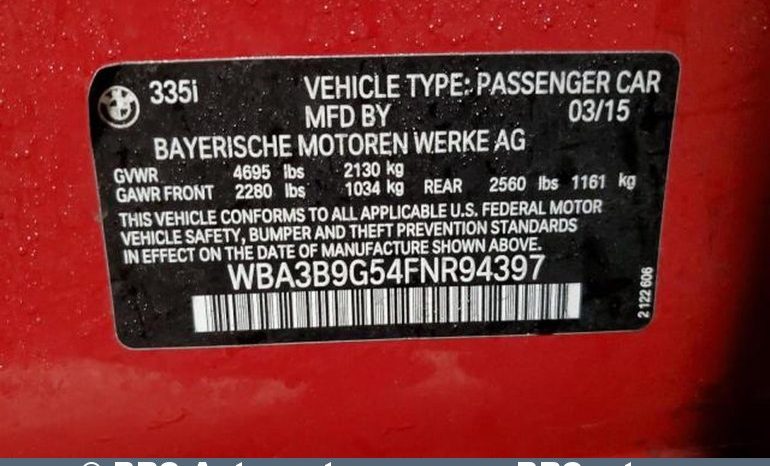 335i VEHICLE TYPE: PASSENGER CAR
MFD BY 03/15
BAYERISCHE MOTOREN WERKE AG
GVWR 4695 lbs 2130 kg
GAWR FRONT 2280 lbs 1034 kg REAR 2560 lbs 1161 kg
THIS VEHICLE CONFORMS TO ALL APPLICABLE U.S. FEDERAL MOTOR
VEHICLE SAFETY, BUMPER AND THEFT PREVENTION STANDARDS
IN EFFECT ON THE DATE OF MANUFACTURE SHOWN ABOVE.
WBA3B9G54FNR94397
2 122 606